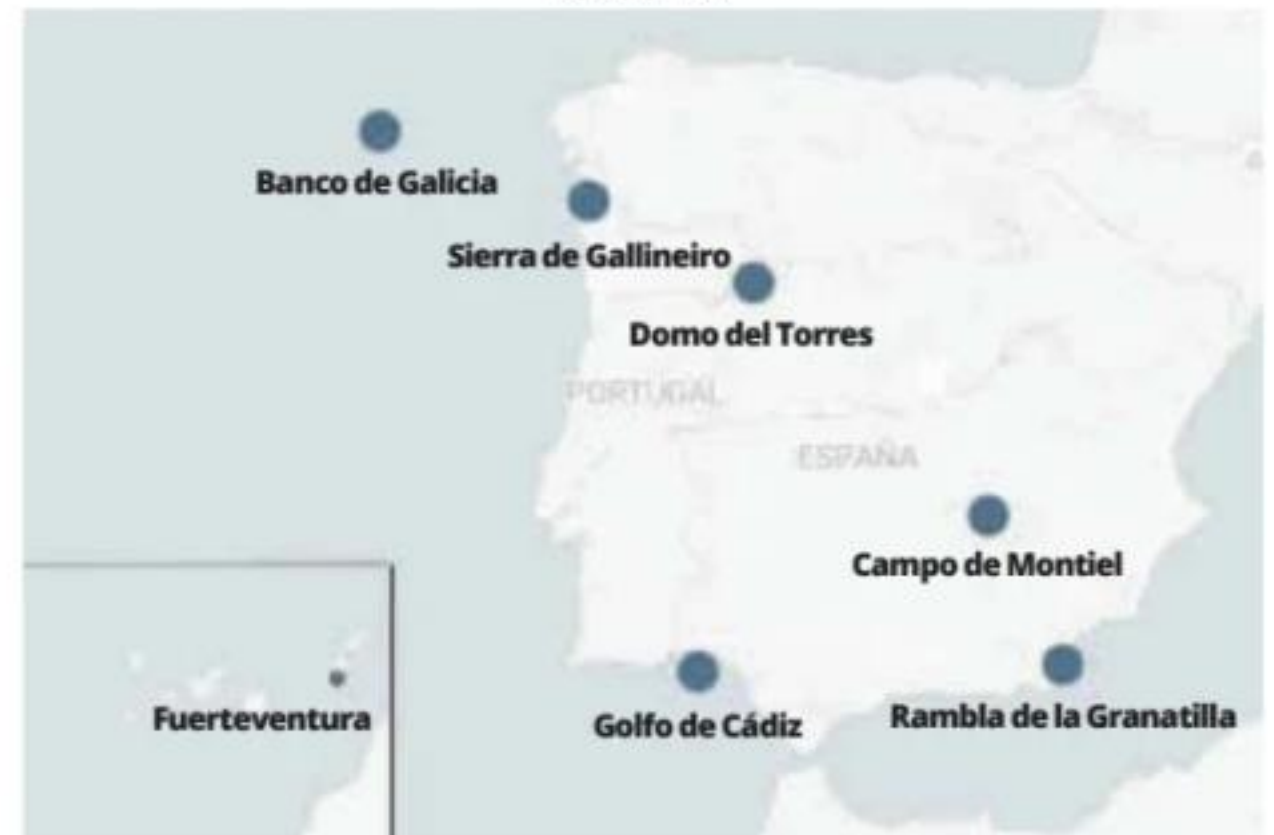 Banco de Galicia
Sierra de Gallineiro
Domo del Torres
PORTUGAL
ESPAÑA
Campo de Montiel
Fuerteventura
Golfo de Cádiz
Rambla de la Granatilla